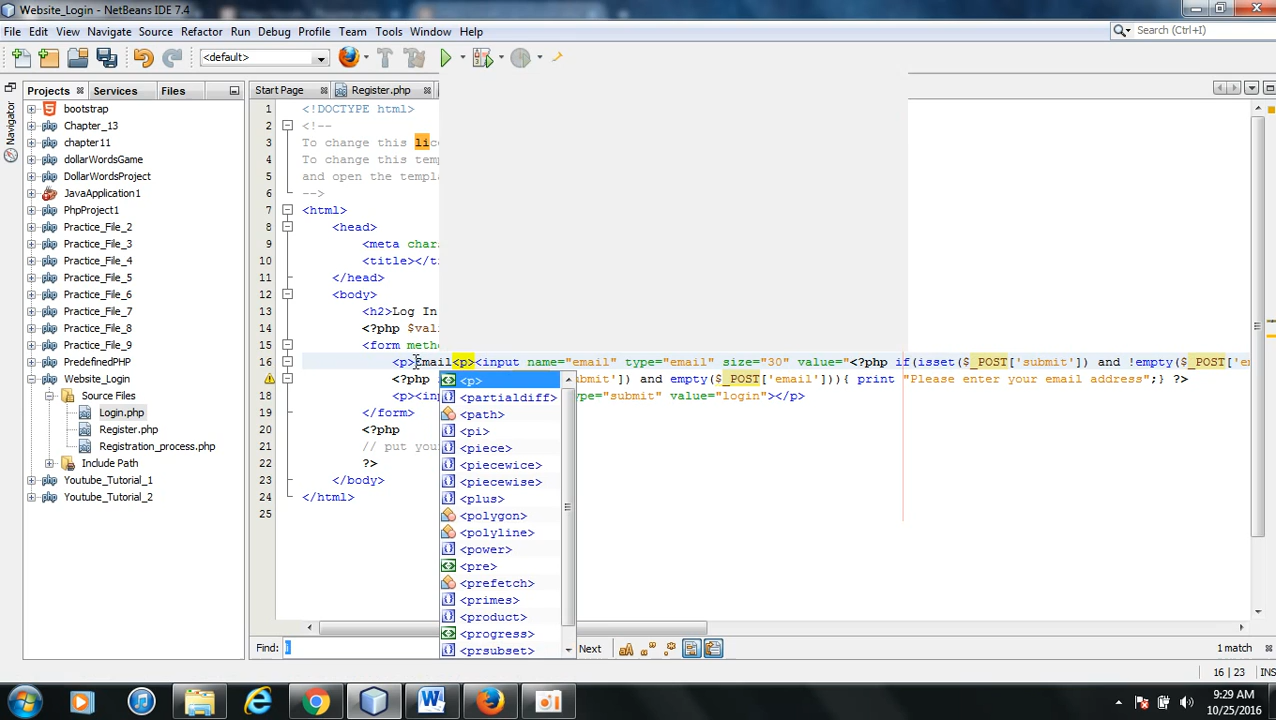 Website_Login - NetBeans IDE 7.4
File Edit View Navigate Source Refactor Run Debug Profile Team Tools Window Help
Search (Ctrl+I)
<default>
Projects Services Files
Start Page Register.php
Navigator
bootstrap
Chapter_13
chapter11
dollarWordsGame
DollarWordsProject
JavaApplication1
PhpProject1
Practice_File_2
Practice_File_3
Practice_File_4
Practice_File_5
Practice_File_6
Practice_File_7
Practice_File_8
Practice_File_9
PredefinedPHP
Website_Login
Source Files
Login.php
Register.php
Registration_process.php
Include Path
Youtube_Tutorial_1
Youtube_Tutorial_2
1 <!DOCTYPE html>
2 <!--
3 To change this lic
4 To change this tem
5 and open the templa
6 -->
7 <html>
8 <head>
9 <meta char
10 <title></ti
11 </head>
12 <body>
13 <h2>Log In
14 <?php $vali
15 <form metho
16 <p>Email<p><input name="email" type="email" size="30" value="<?php if(isset($_POST['submit']) and !empty($_POST['em
<?php bmit']) and empty($_POST['email'])){ print "Please enter your email address";} ?>
18 <p><inp ype="submit" value="login"></p>
19 </form>
20 <?php
21 // put you
22 ?>
23 </body>
24 </html>
25
<p>
<partialdiff>
<path>
<pi>
<piece>
<piecewice>
<piecewise>
<plus>
<polygon>
<polyline>
<power>
<pre>
<prefetch>
<primes>
<product>
<progress>
<prsubset>
Find: Next 1 match
16 | 23
9:29 AM
10/25/2016